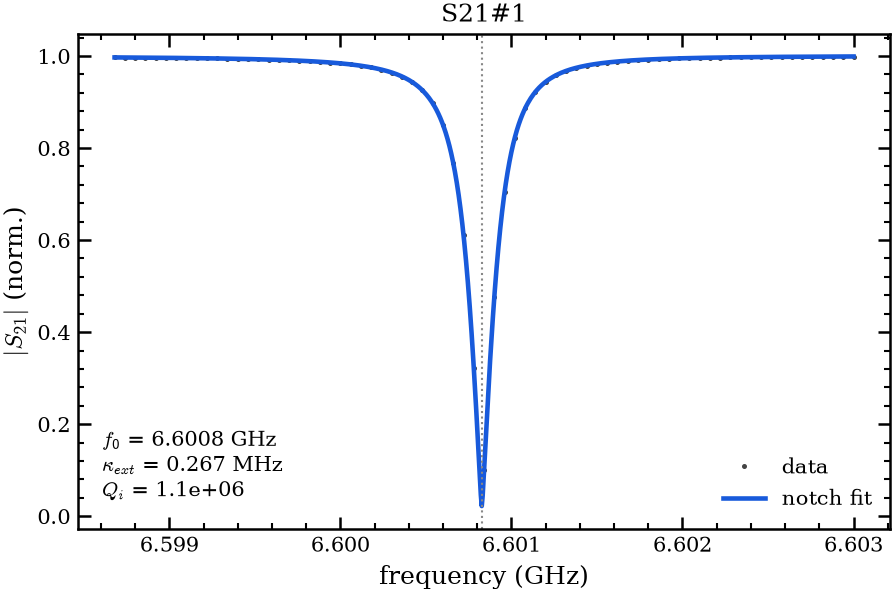 S21#1
|S₂₁| (norm.)
1.0
0.8
0.6
0.4
0.2
0.0
f₀ = 6.6008 GHz
κₑₓₜ = 0.267 MHz
Qᵢ = 1.1e+06
data
notch fit
6.599 6.600 6.601 6.602 6.603
frequency (GHz)